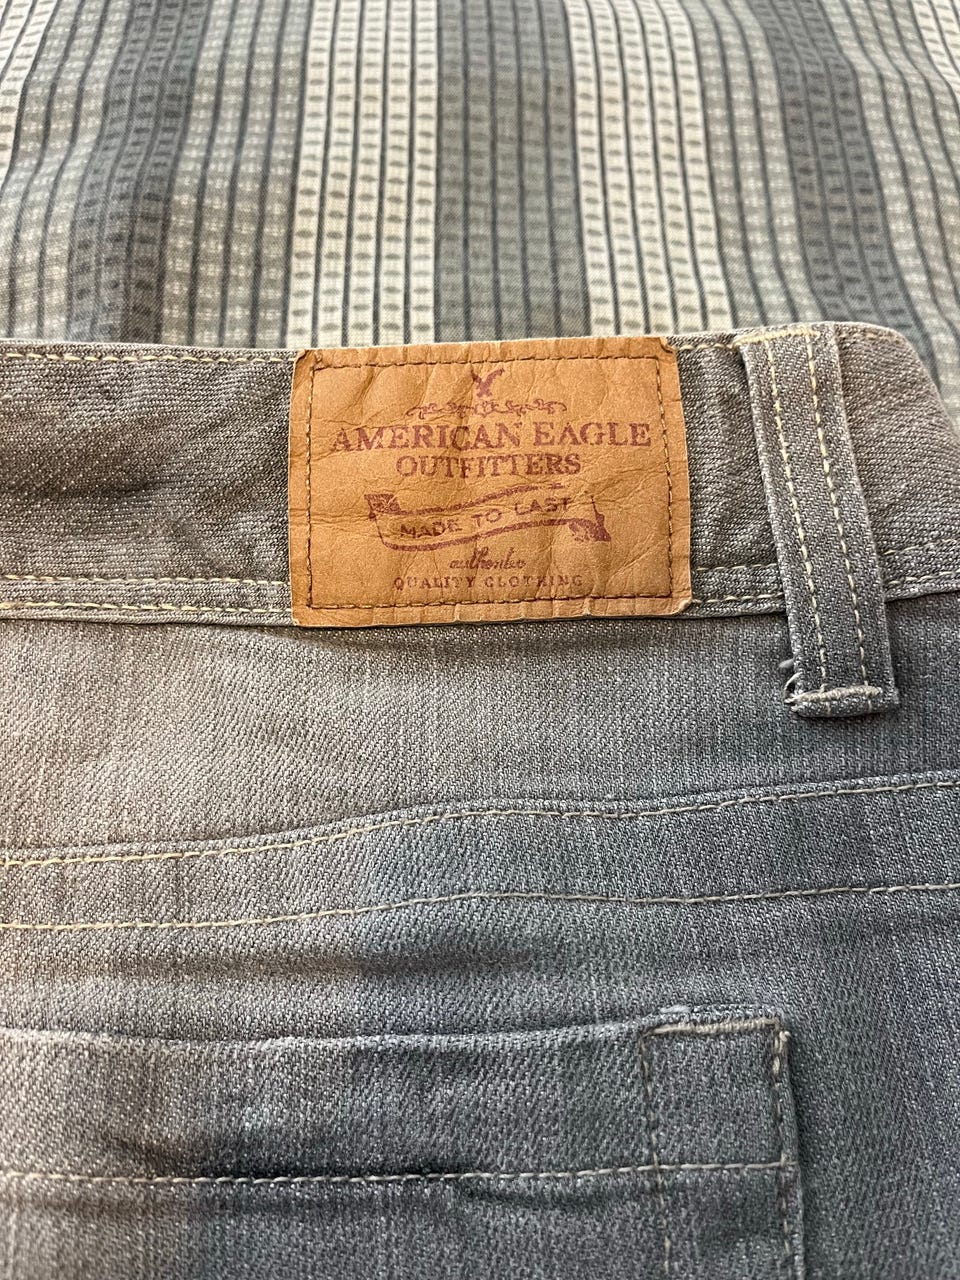 AMERICAN EAGLE
OUTFITTERS
MADE TO LAST
authentic
QUALITY CLOTHING